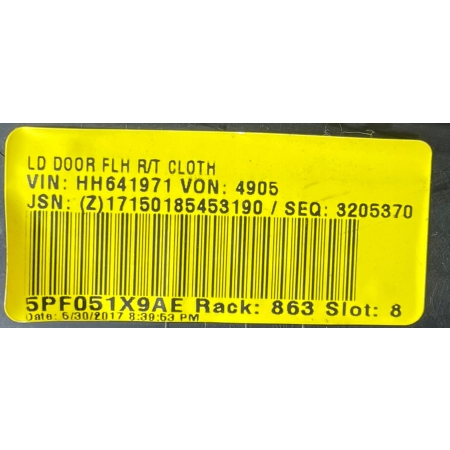 LD DOOR FLH R/T CLOTH
VIN: HH641971 VON: 4905
JSN: (Z)17150185453190 / SEQ: 3205370
5PF051X9AE Rack: 863 Slot: 8
Date: 5/30/2017 8:39:53 PM